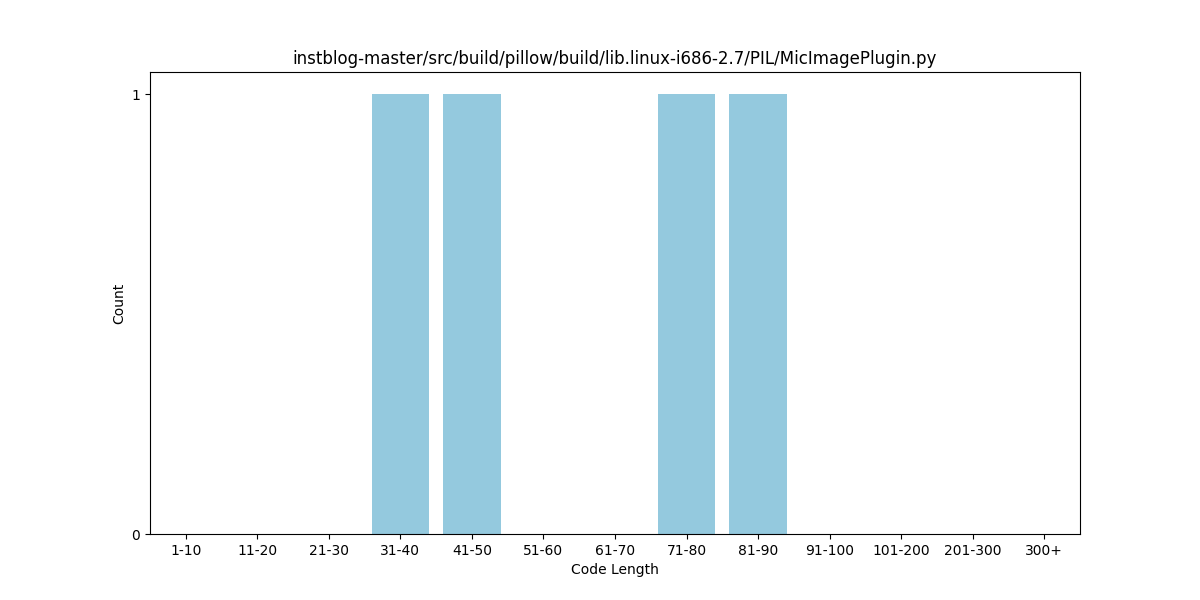 instblog-master/src/build/pillow/build/lib.linux-i686-2.7/PIL/MicImagePlugin.py
1
Count
0
1-10 11-20 21-30 31-40 41-50 51-60 61-70 71-80 81-90 91-100 101-200 201-300 300+
Code Length